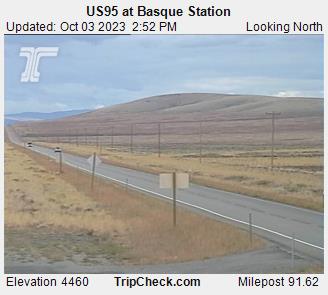 US95 at Basque Station
Updated: Oct 03 2023 2:52 PM Looking North
Elevation 4460 TripCheck.com Milepost 91.62